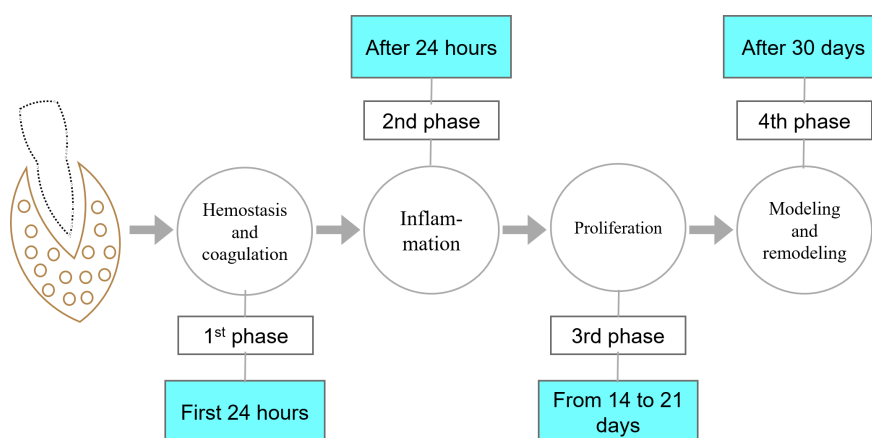 After 24 hours
After 30 days
2nd phase
4th phase
Hemostasis
and
coagulation
Inflam-
mation
Proliferation
Modeling
and
remodeling
1st phase
3rd phase
First 24 hours
From 14 to 21
days